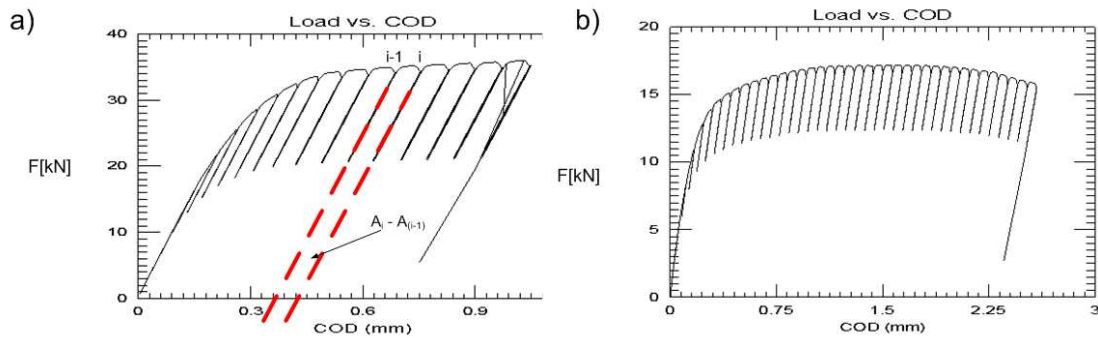 a)
Load vs. COD
40
30
20
10
0
F[kN]
i-1 i
A_i - A_(i-1)
0 0.3 0.6 0.9
COD (mm)
b)
Load vs. COD
20
15
10
5
0
F[kN]
0 0.75 1.5 2.25 3
COD (mm)